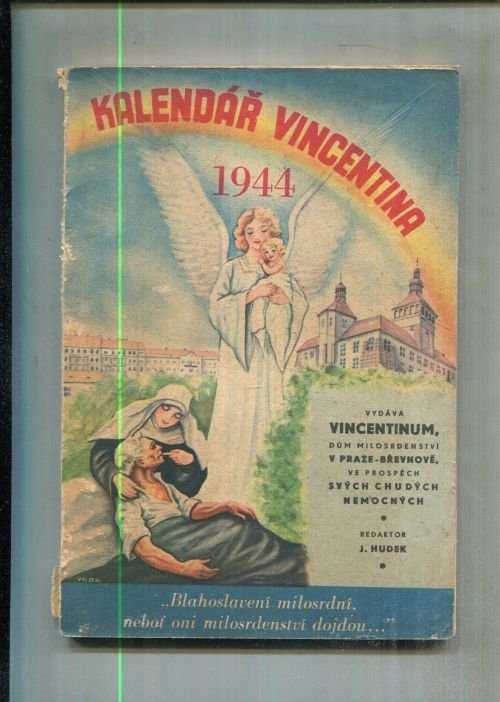 KALENDÁŘ VINCENTINA
1944
VYDÁVÁ
VINCENTINUM,
DŮM MILOSRDENSTVÍ
V PRAZE-BŘEVNOVĚ,
VE PROSPĚCH
SVÝCH CHUDÝCH
NEMOCNÝCH
REDAKTOR
J. HUDEK
„Blahoslavení milosrdní,
neboť oni milosrdenství dojdou..."